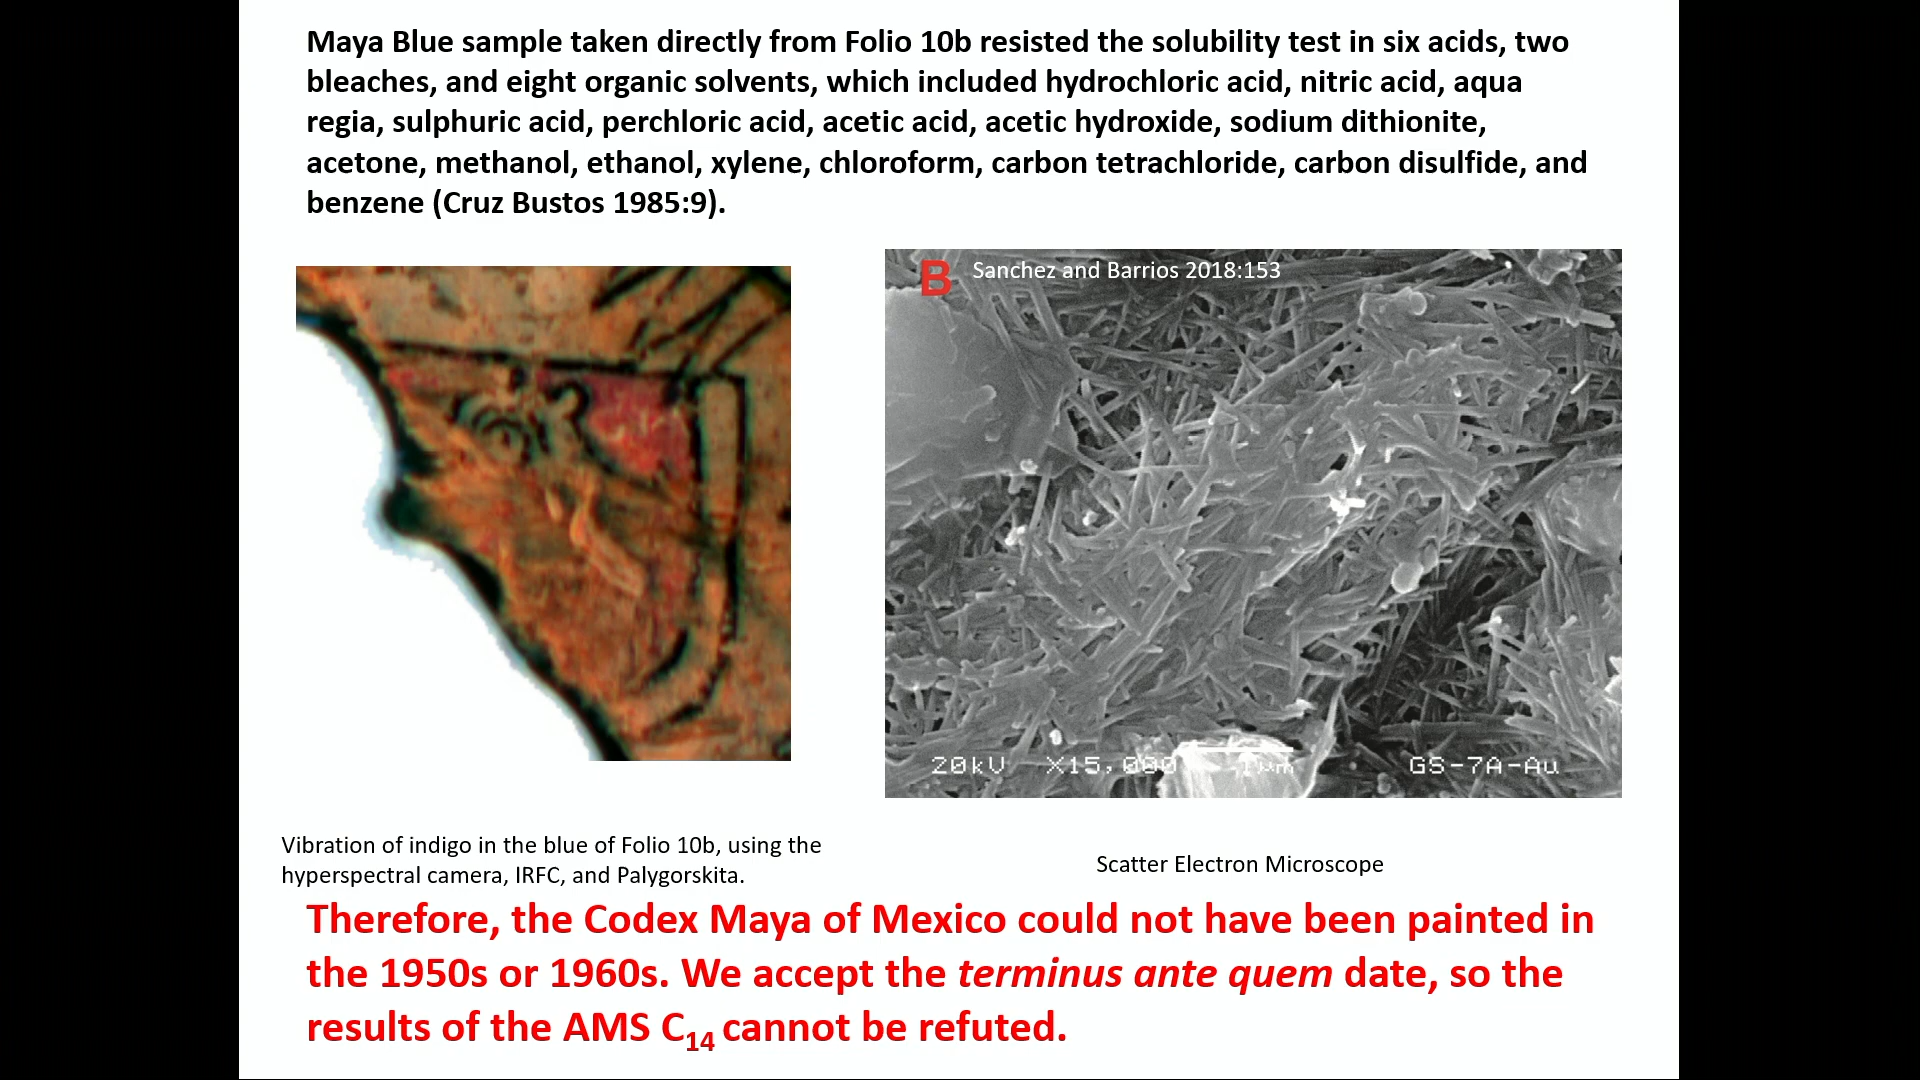 Maya Blue sample taken directly from Folio 10b resisted the solubility test in six acids, two
bleaches, and eight organic solvents, which included hydrochloric acid, nitric acid, aqua
regia, sulphuric acid, perchloric acid, acetic acid, acetic hydroxide, sodium dithionite,
acetone, methanol, ethanol, xylene, chloroform, carbon tetrachloride, carbon disulfide, and
benzene (Cruz Bustos 1985:9).
B Sanchez and Barrios 2018:153
20kV X15,000 1µm GS-7A-Au
Vibration of indigo in the blue of Folio 10b, using the
hyperspectral camera, IRFC, and Palygorskita.
Scatter Electron Microscope
Therefore, the Codex Maya of Mexico could not have been painted in
the 1950s or 1960s. We accept the terminus ante quem date, so the
results of the AMS C14 cannot be refuted.